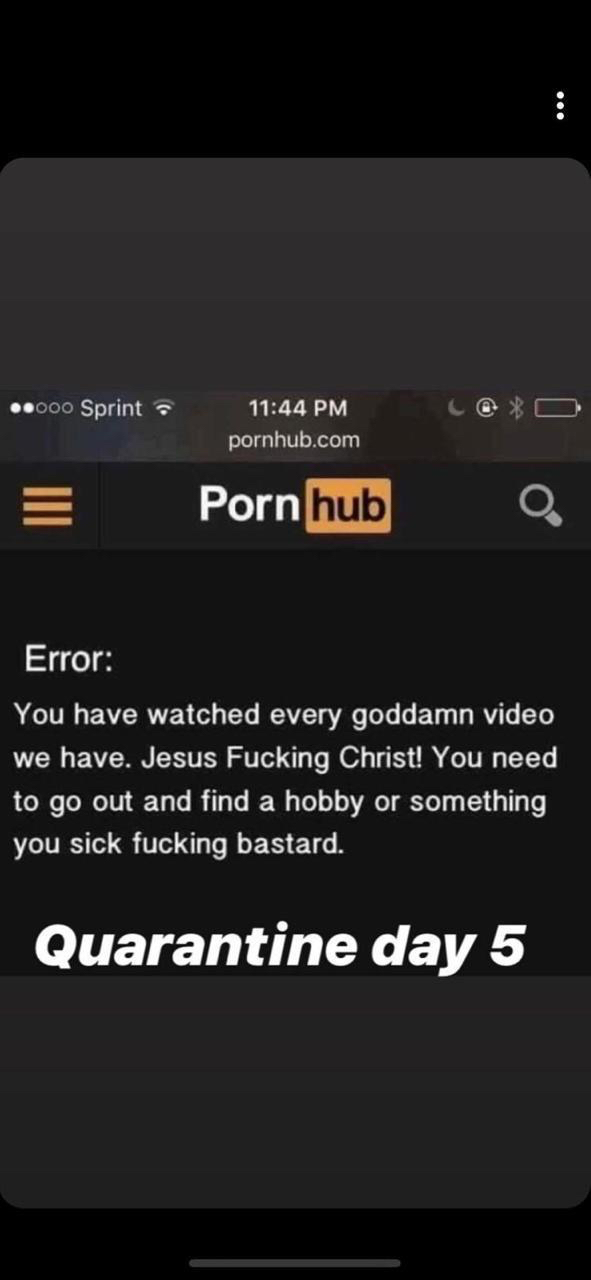 Sprint 11:44 PM
pornhub.com
Porn hub
Error:
You have watched every goddamn video
we have. Jesus Fucking Christ! You need
to go out and find a hobby or something
you sick fucking bastard.
Quarantine day 5